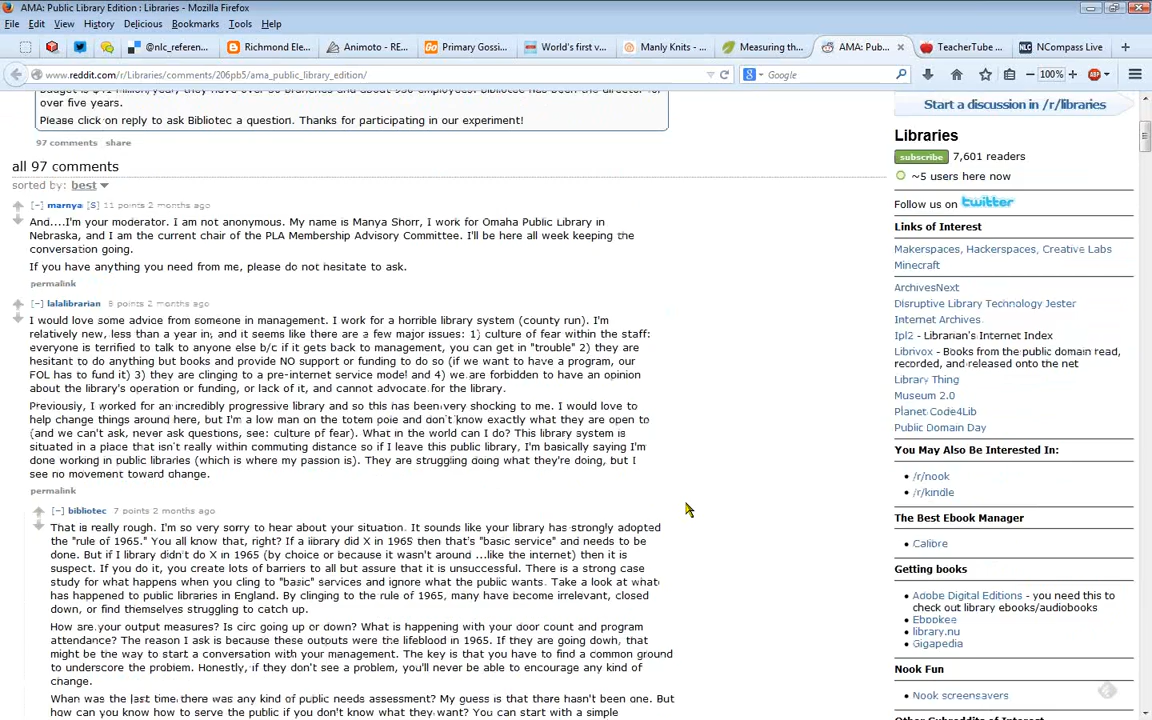 AMA: Public Library Edition : Libraries - Mozilla Firefox
File Edit View History Delicious Bookmarks Tools Help
@nlc_referenc... Richmond Ele... Animoto - RE... Primary Gossi... World's first v... Manly Knits - ... Measuring th... AMA: Pub... TeacherTube ... NCompass Live
www.reddit.com/r/Libraries/comments/206pb5/ama_public_library_edition/ Google 100%
over five years.
Please click on reply to ask Bibliotec a question. Thanks for participating in our experiment!
97 comments share
all 97 comments
sorted by: best
[-] marnya [S] 11 points 2 months ago
And....I'm your moderator. I am not anonymous. My name is Manya Shorr, I work for Omaha Public Library in
Nebraska, and I am the current chair of the PLA Membership Advisory Committee. I'll be here all week keeping the
conversation going.
If you have anything you need from me, please do not hesitate to ask.
permalink
[-] lalalibrarian 8 points 2 months ago
I would love some advice from someone in management. I work for a horrible library system (county run). I'm
relatively new, less than a year in, and it seems like there are a few major issues: 1) culture of fear within the staff:
everyone is terrified to talk to anyone else b/c if it gets back to management, you can get in "trouble" 2) they are
hesitant to do anything but books and provide NO support or funding to do so (if we want to have a program, our
FOL has to fund it) 3) they are clinging to a pre-internet service model and 4) we are forbidden to have an opinion
about the library's operation or funding, or lack of it, and cannot advocate for the library.
Previously, I worked for an incredibly progressive library and so this has been very shocking to me. I would love to
help change things around here, but I'm a low man on the totem pole and don't know exactly what they are open to
(and we can't ask, never ask questions, see: culture of fear). What in the world can I do? This library system is
situated in a place that isn't really within commuting distance so if I leave this public library, I'm basically saying I'm
done working in public libraries (which is where my passion is). They are struggling doing what they're doing, but I
see no movement toward change.
permalink
[-] bibliotec 7 points 2 months ago
That is really rough. I'm so very sorry to hear about your situation. It sounds like your library has strongly adopted
the "rule of 1965." You all know that, right? If a library did X in 1965 then that's "basic service" and needs to be
done. But if I library didn't do X in 1965 (by choice or because it wasn't around ...like the internet) then it is
suspect. If you do it, you create lots of barriers to all but assure that it is unsuccessful. There is a strong case
study for what happens when you cling to "basic" services and ignore what the public wants. Take a look at what
has happened to public libraries in England. By clinging to the rule of 1965, many have become irrelevant, closed
down, or find themselves struggling to catch up.
How are your output measures? Is circ going up or down? What is happening with your door count and program
attendance? The reason I ask is because these outputs were the lifeblood in 1965. If they are going down, that
might be the way to start a conversation with your management. The key is that you have to find a common ground
to underscore the problem. Honestly, if they don't see a problem, you'll never be able to encourage any kind of
change.
When was the last time there was any kind of public needs assessment? My guess is that there hasn't been one. But
how can you know how to serve the public if you don't know what they want? You can start with a simple
Start a discussion in /r/libraries
Libraries
subscribe 7,601 readers
~5 users here now
Follow us on twitter
Links of Interest
Makerspaces, Hackerspaces, Creative Labs
Minecraft
ArchivesNext
Disruptive Library Technology Jester
Internet Archives
Ipl2 - Librarian's Internet Index
Librivox - Books from the public domain read,
recorded, and released onto the net
Library Thing
Museum 2.0
Planet Code4Lib
Public Domain Day
You May Also Be Interested In:
/r/nook
/r/kindle
The Best Ebook Manager
Calibre
Getting books
Adobe Digital Editions - you need this to
check out library ebooks/audiobooks
Ebookee
library.nu
Gigapedia
Nook Fun
Nook screensavers